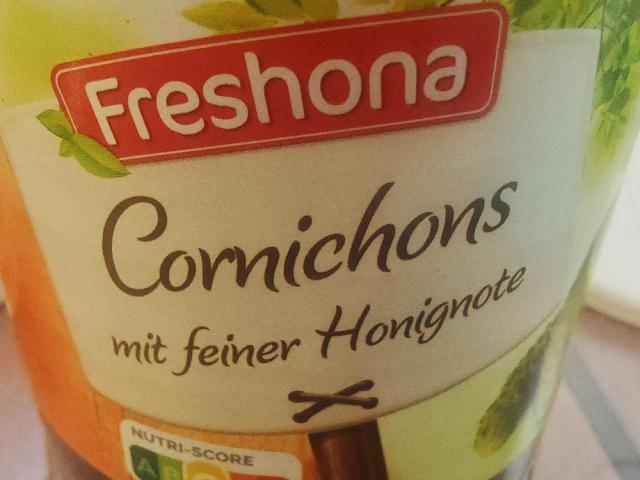 Freshona
Cornichons
mit feiner Honignote
NUTRI-SCORE
A B